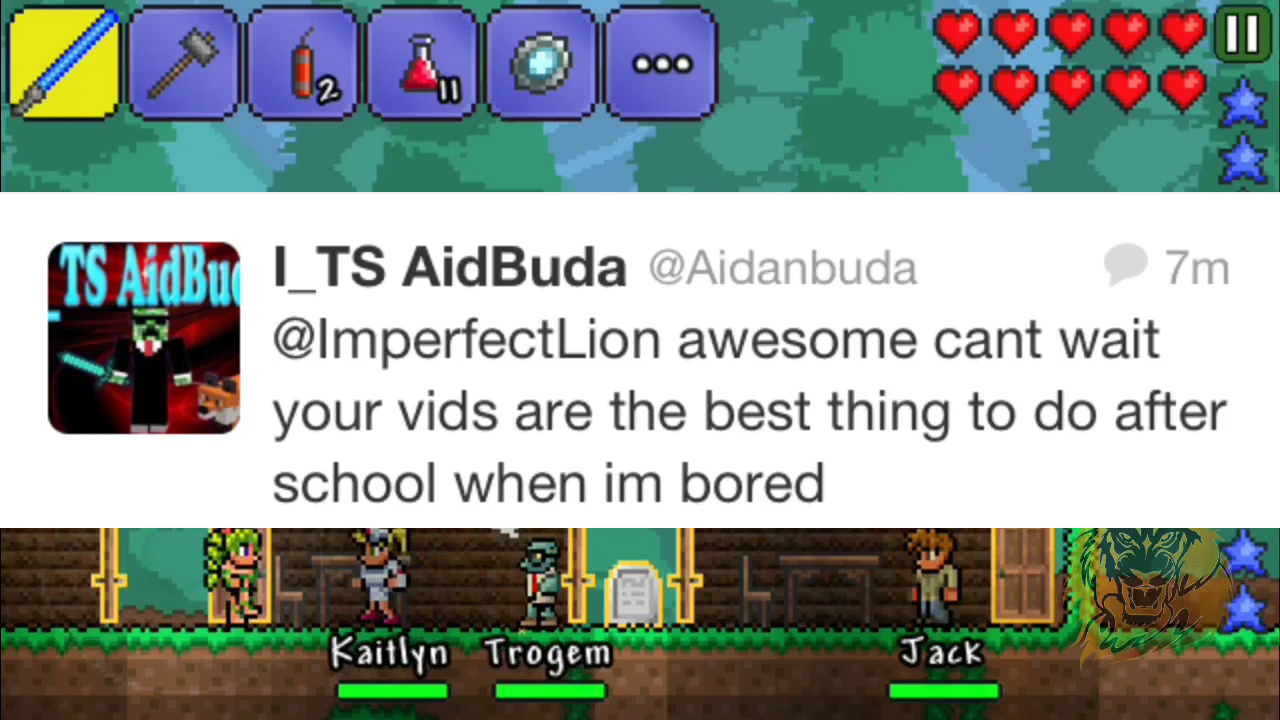 2
11
I_TS AidBuda @Aidanbuda 7m
@ImperfectLion awesome cant wait
your vids are the best thing to do after
school when im bored
TS AidBud
Kaitlyn Trogem Jack